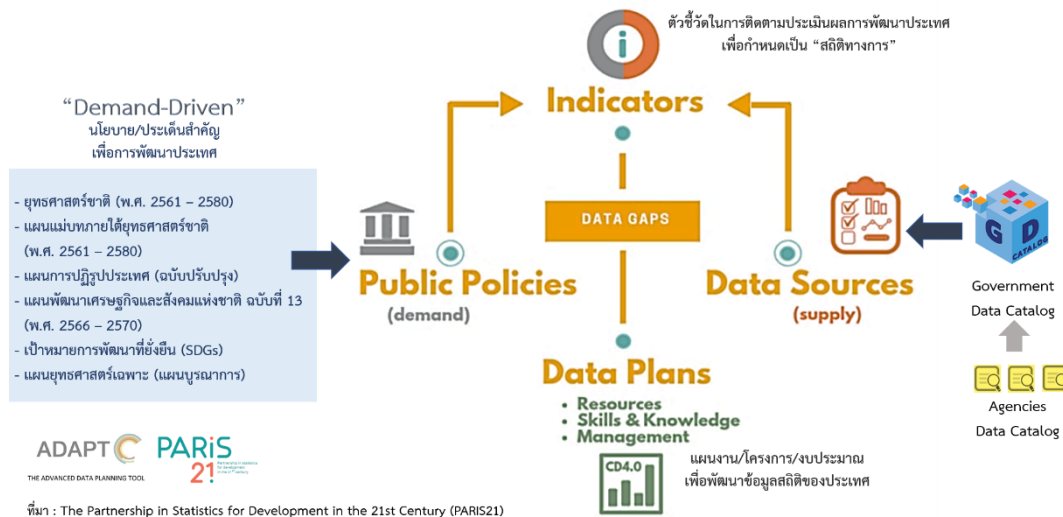 ตัวชี้วัดในการติดตามประเมินผลการพัฒนาประเทศ
เพื่อกำหนดเป็น “สถิติทางการ”
Indicators
“Demand-Driven”
นโยบาย/ประเด็นสำคัญ
เพื่อการพัฒนาประเทศ
- ยุทธศาสตร์ชาติ (พ.ศ. 2561 – 2580)
- แผนแม่บทภายใต้ยุทธศาสตร์ชาติ
(พ.ศ. 2561 – 2580)
- แผนการปฏิรูปประเทศ (ฉบับปรับปรุง)
- แผนพัฒนาเศรษฐกิจและสังคมแห่งชาติ ฉบับที่ 13
(พ.ศ. 2566 – 2570)
- เป้าหมายการพัฒนาที่ยั่งยืน (SDGs)
- แผนยุทธศาสตร์เฉพาะ (แผนบูรณาการ)
DATA GAPS
Public Policies
(demand)
Data Sources
(supply)
G D
CATALOG
Government
Data Catalog
Agencies
Data Catalog
Data Plans
• Resources
• Skills & Knowledge
• Management
CD4.0
แผนงาน/โครงการ/งบประมาณ
เพื่อพัฒนาข้อมูลสถิติของประเทศ
ADAPT
THE ADVANCED DATA PLANNING TOOL
PARIS
21
Partnership in statistics
for development
in the 21st century
ที่มา : The Partnership in Statistics for Development in the 21st Century (PARIS21)